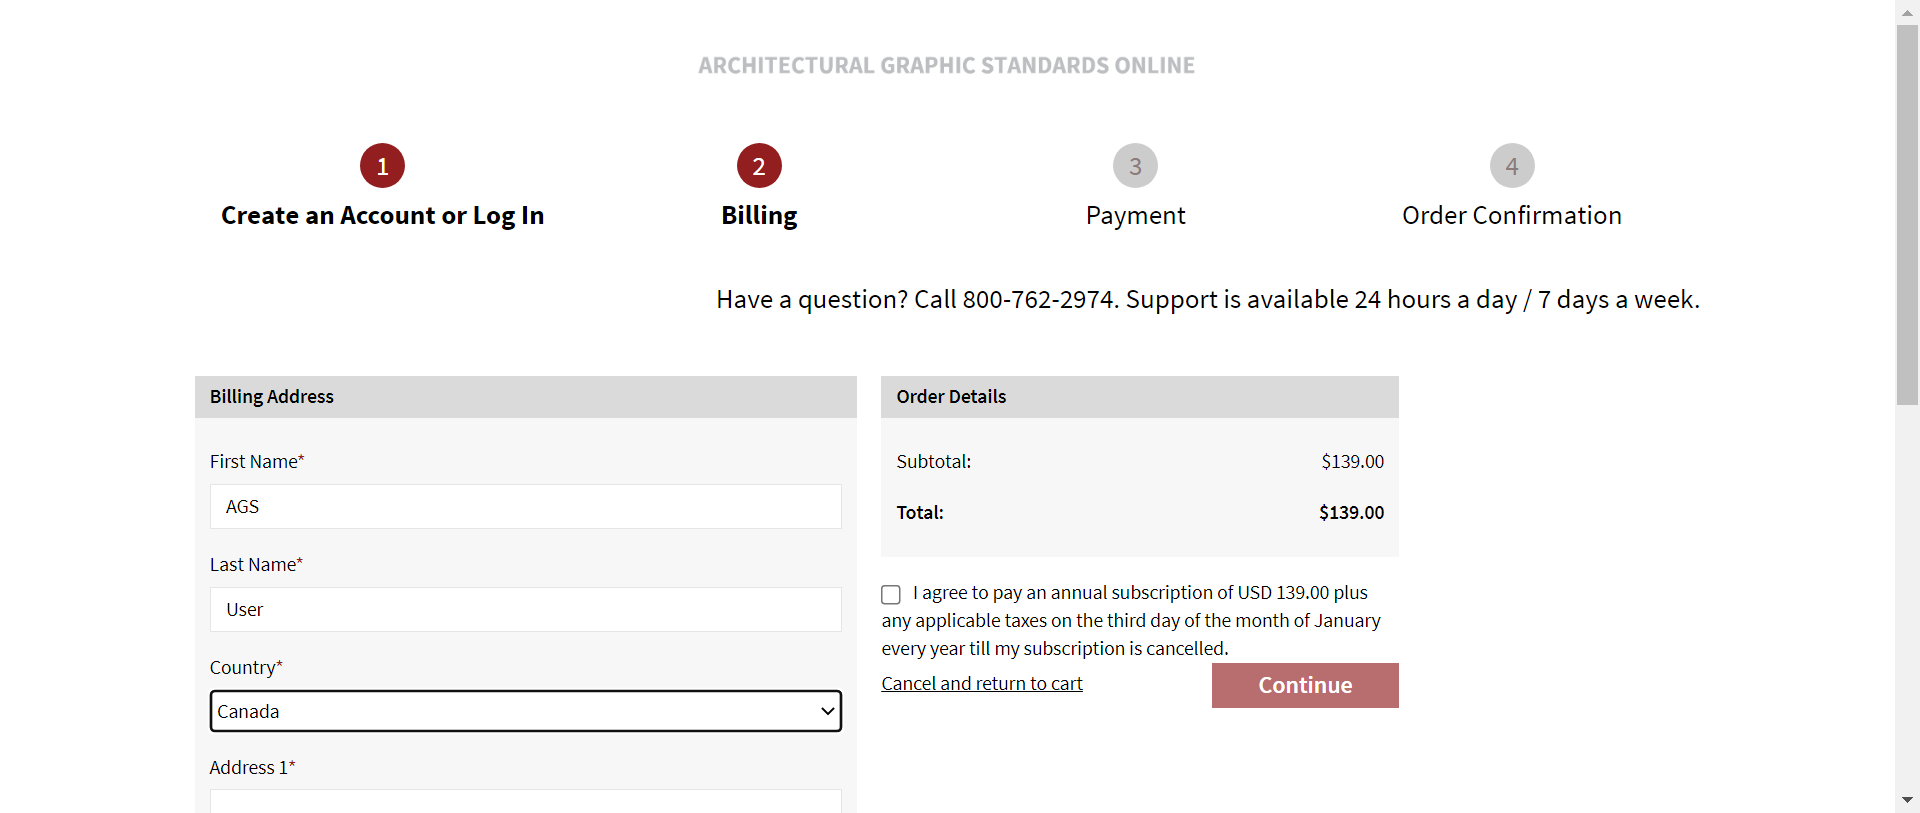 ARCHITECTURAL GRAPHIC STANDARDS ONLINE
1
Create an Account or Log In
2
Billing
3
Payment
4
Order Confirmation
Have a question? Call 800-762-2974. Support is available 24 hours a day / 7 days a week.
Billing Address
First Name*
AGS
Last Name*
User
Country*
Canada
Address 1*
Order Details
Subtotal: $139.00
Total: $139.00
I agree to pay an annual subscription of USD 139.00 plus
any applicable taxes on the third day of the month of January
every year till my subscription is cancelled.
Cancel and return to cart
Continue